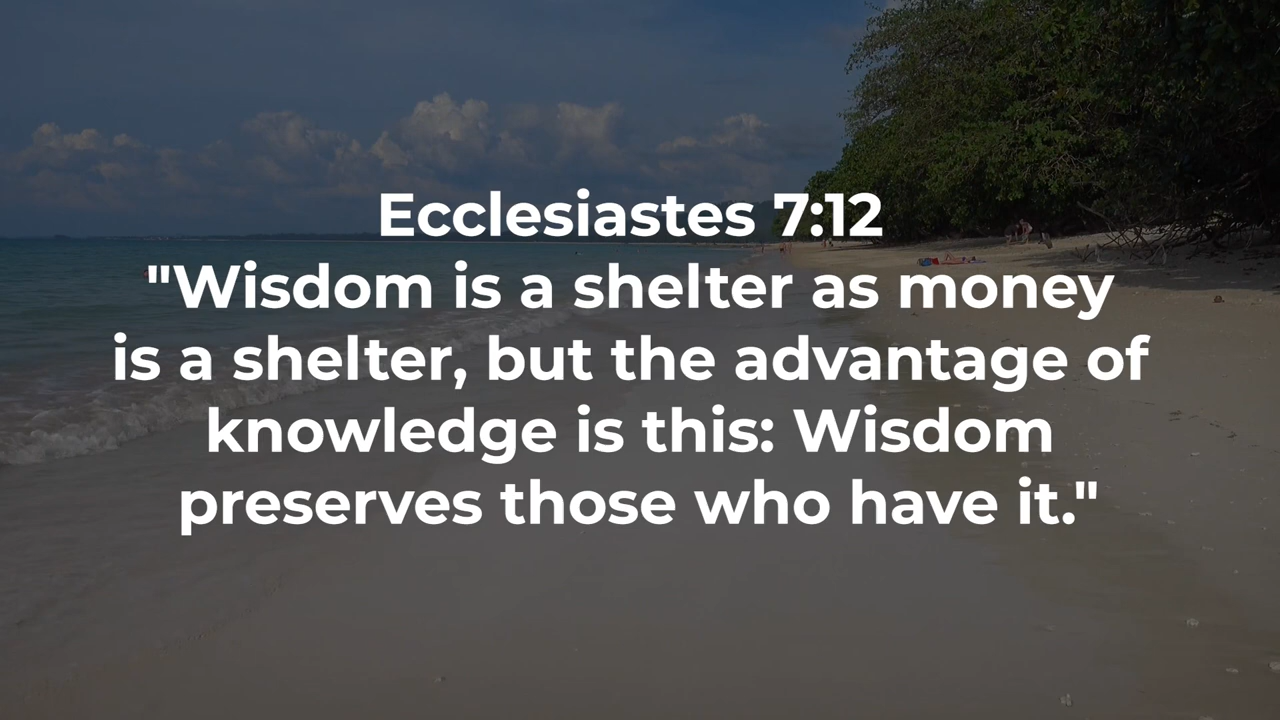 Ecclesiastes 7:12
"Wisdom is a shelter as money
is a shelter, but the advantage of
knowledge is this: Wisdom
preserves those who have it."